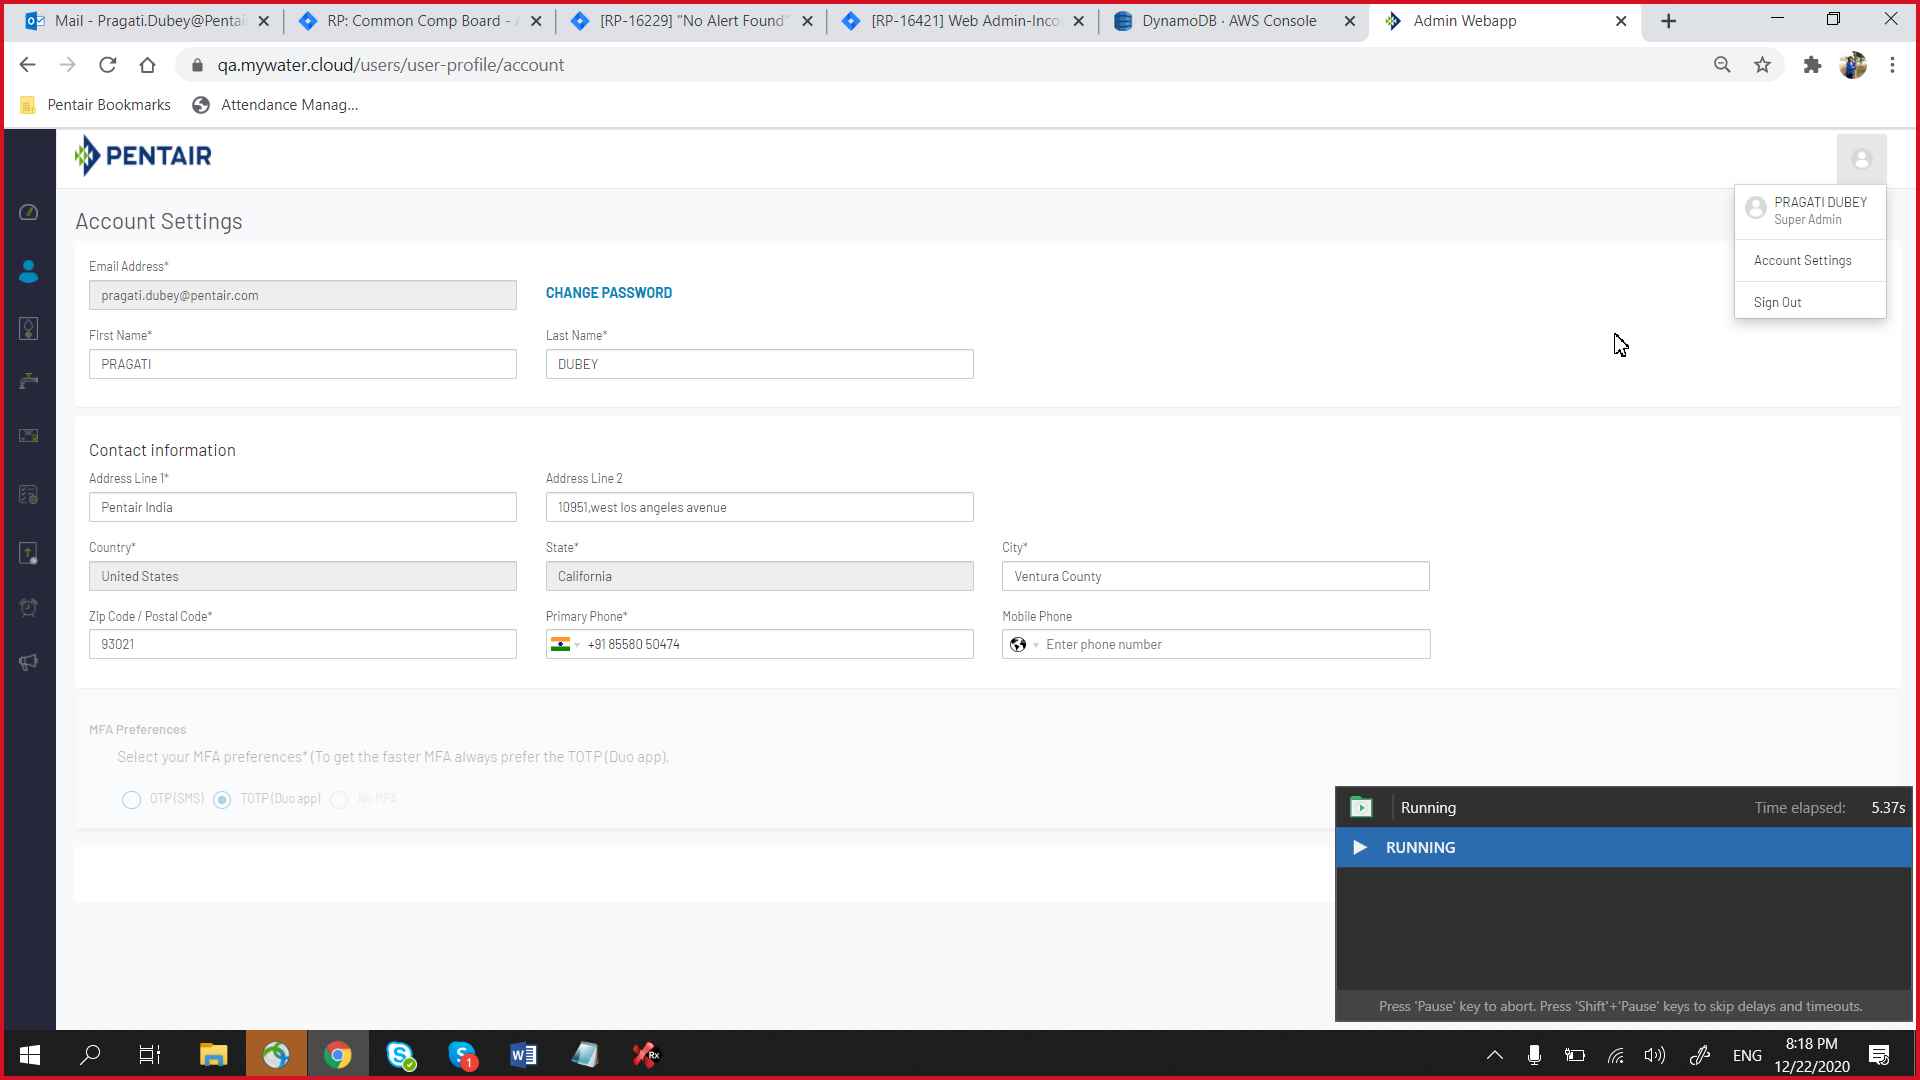 Mail - Pragati.Dubey@Pentai
RP: Common Comp Board - A
[RP-16229] "No Alert Found"
[RP-16421] Web Admin-Inco
DynamoDB · AWS Console
Admin Webapp
qa.mywater.cloud/users/user-profile/account
Pentair Bookmarks
Attendance Manag...
PENTAIR
PRAGATI DUBEY
Super Admin
Account Settings
Sign Out
Account Settings
Email Address*
pragati.dubey@pentair.com
CHANGE PASSWORD
First Name*
Last Name*
PRAGATI
DUBEY
Contact information
Address Line 1*
Address Line 2
Pentair India
10951,west los angeles avenue
Country*
State*
City*
United States
California
Ventura County
Zip Code / Postal Code*
Primary Phone*
Mobile Phone
93021
+91 85580 50474
Enter phone number
MFA Preferences
Select your MFA preferences* (To get the faster MFA always prefer the TOTP (Duo app).
OTP (SMS)
TOTP (Duo app)
No MFA
Running
Time elapsed:
5.37s
RUNNING
Press 'Pause' key to abort. Press 'Shift'+'Pause' keys to skip delays and timeouts.
1
Rx
ENG
8:18 PM
12/22/2020